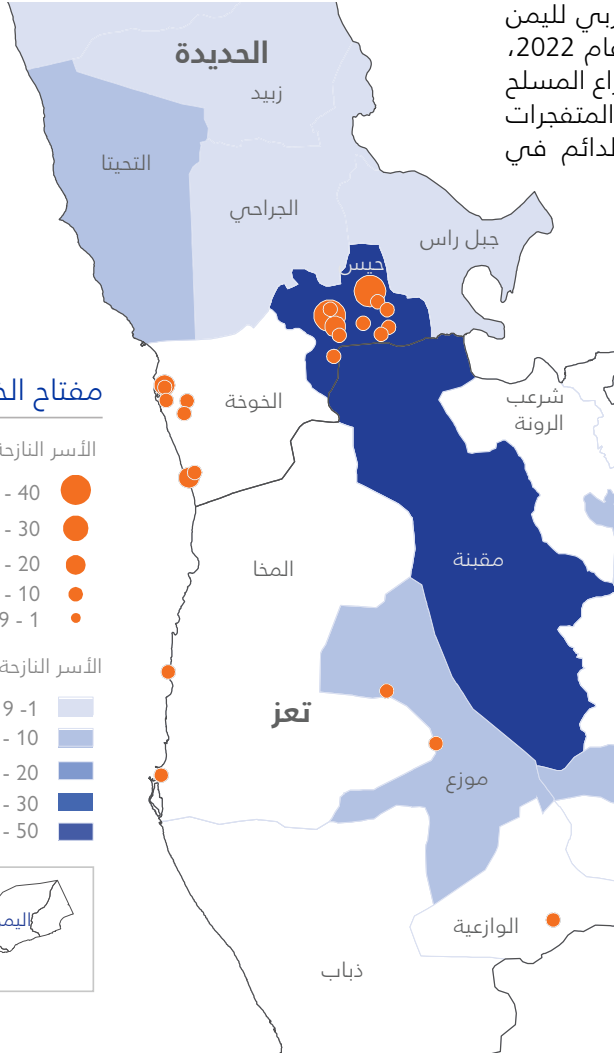 ربي لليمن
عام 2022،
راع المسلح
المتفجرات
لدائم في
الحديدة
زبيد
التحيتا
الجراحي
جبل راس
حيس
الخوخة
شرعب
الرونة
المخا
مقبنة
تعز
موزع
الوازعية
ذباب
مفتاح الخ
الأسر النازحة
40 -
30 -
20 -
10 -
1 - 9
الأسر النازحة
1- 9
10 -
20 -
30 -
50 -
اليم